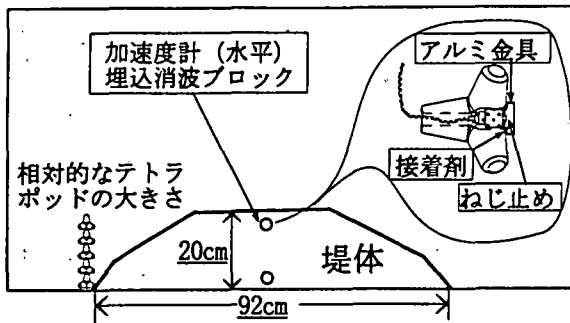 加速度計（水平）
埋込消波ブロック
アルミ金具
接着剤
ねじ止め
相対的なテトラ
ポッドの大きさ
20cm
堤体
92cm